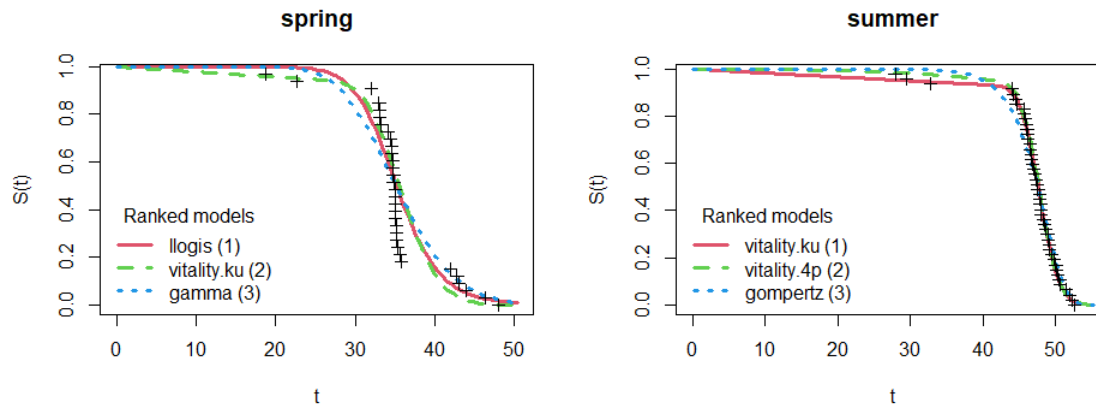 spring
S(t)
1.0
0.8
0.6
0.4
0.2
0.0
Ranked models
llogis (1)
vitality.ku (2)
gamma (3)
0 10 20 30 40 50
t
summer
S(t)
1.0
0.8
0.6
0.4
0.2
0.0
Ranked models
vitality.ku (1)
vitality.4p (2)
gompertz (3)
0 10 20 30 40 50
t